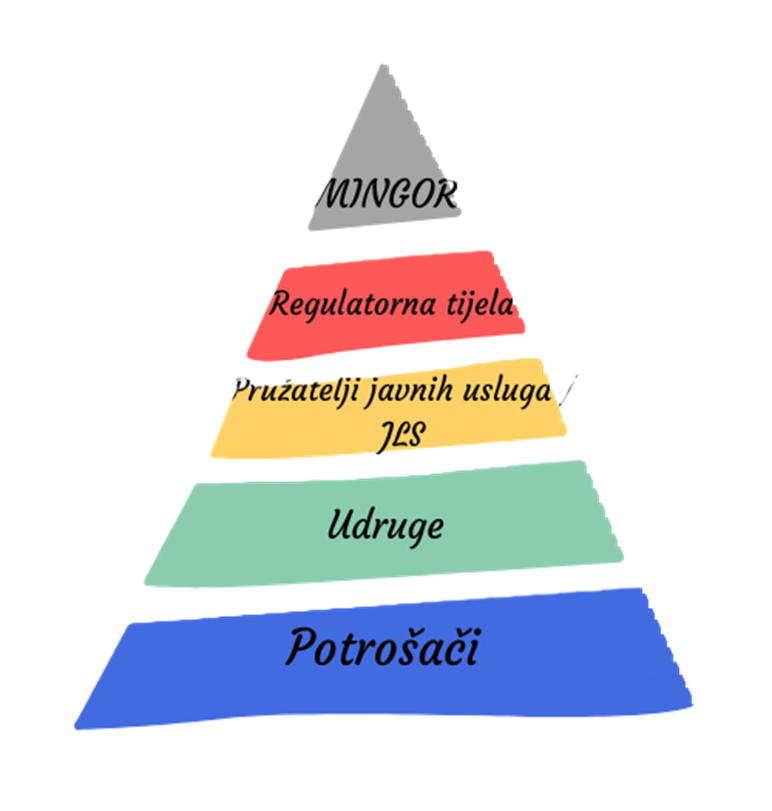 MINGOR
Regulatorna tijela
Pružatelji javnih usluga /
JLS
Udruge
Potrošači